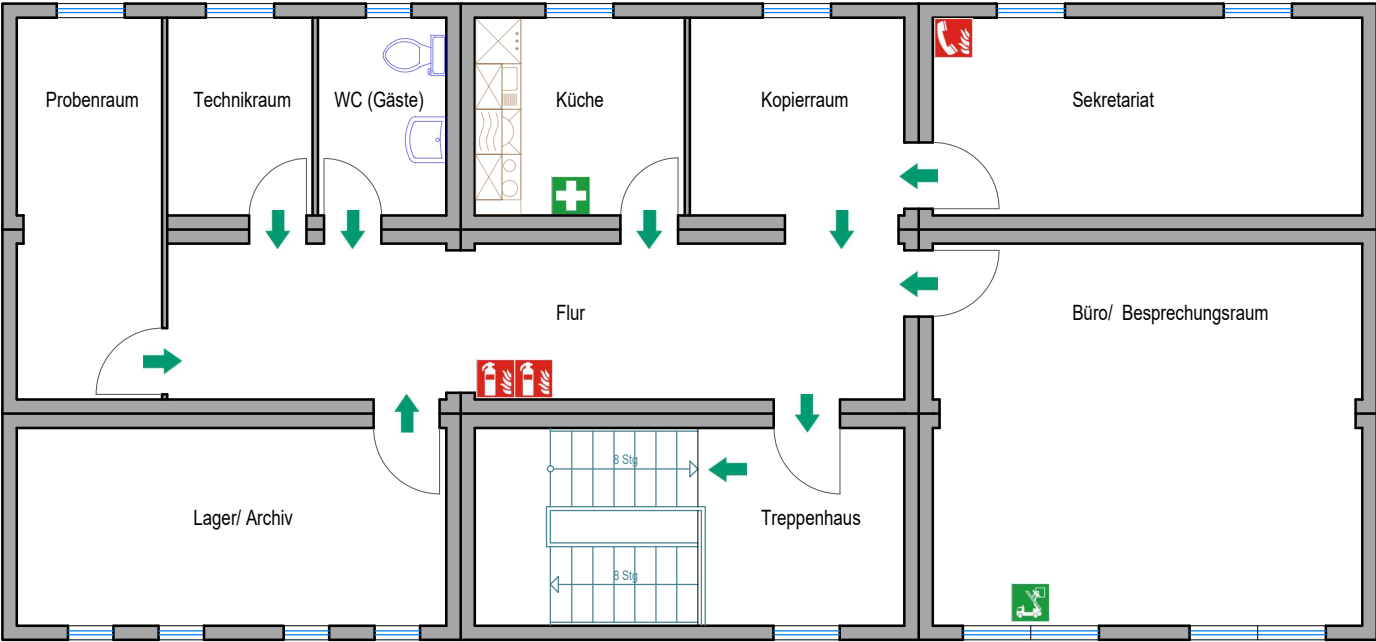 Probenraum
Technikraum
WC (Gäste)
Küche
Kopierraum
Sekretariat
Flur
Büro/  Besprechungsraum
8 Stg
Lager/ Archiv
Treppenhaus
8 Stg